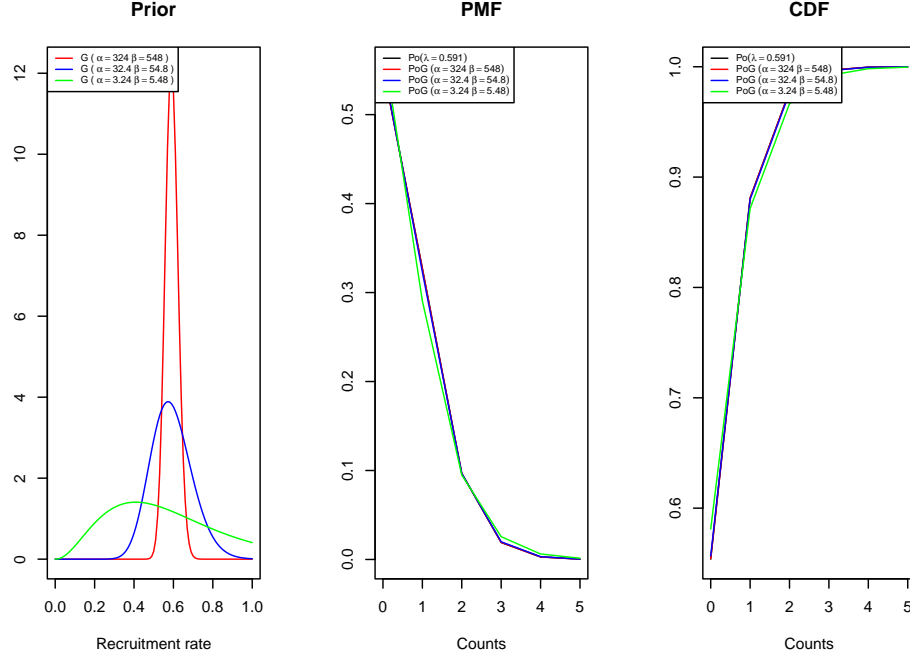 Prior
G ( α = 324 β = 548 )
G ( α = 32.4 β = 54.8 )
G ( α = 3.24 β = 5.48 )
12
10
8
6
4
2
0
0.0 0.2 0.4 0.6 0.8 1.0
Recruitment rate
PMF
Po(λ = 0.591)
PoG ( α = 324 β = 548 )
PoG ( α = 32.4 β = 54.8 )
PoG ( α = 3.24 β = 5.48 )
0.5
0.4
0.3
0.2
0.1
0.0
0 1 2 3 4 5
Counts
CDF
Po(λ = 0.591)
PoG ( α = 324 β = 548 )
PoG ( α = 32.4 β = 54.8 )
PoG ( α = 3.24 β = 5.48 )
1.0
0.9
0.8
0.7
0.6
0 1 2 3 4 5
Counts